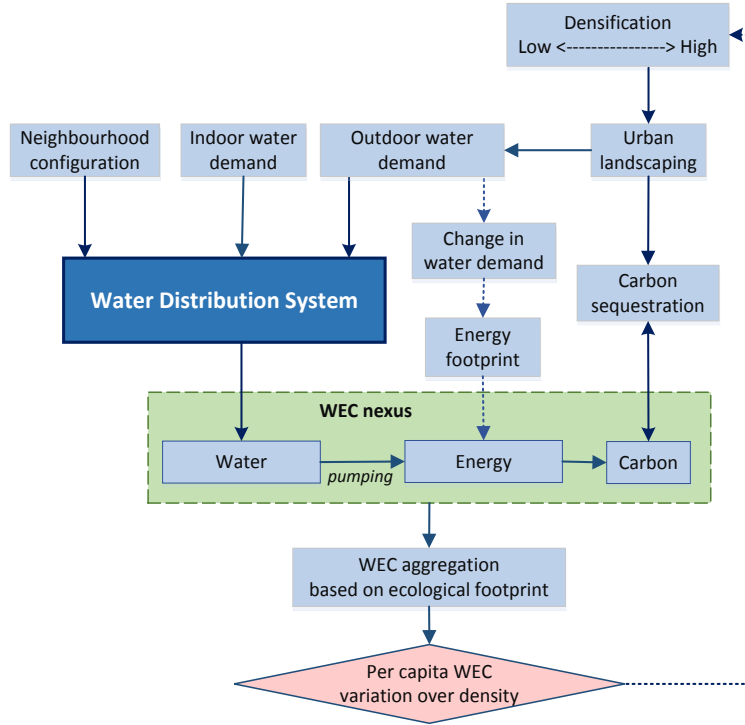 Densification
Low <----------------> High
Neighbourhood
configuration
Indoor water
demand
Outdoor water
demand
Urban
landscaping
Change in
water demand
Water Distribution System
Carbon
sequestration
Energy
footprint
WEC nexus
Water
pumping
Energy
Carbon
WEC aggregation
based on ecological footprint
Per capita WEC
variation over density